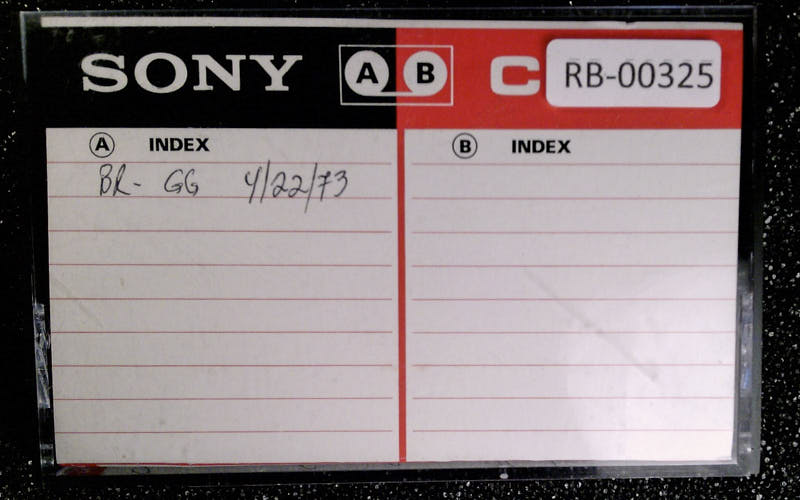 SONY A B C RB-00325
A INDEX B INDEX
BR- GG 4/22/73